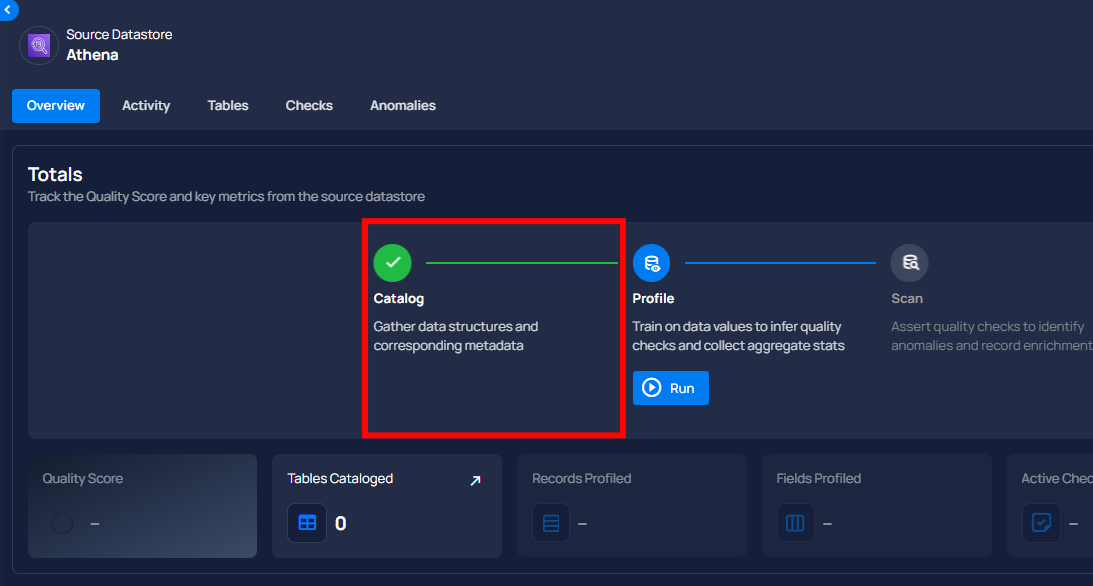 Source Datastore
Athena
Overview
Activity
Tables
Checks
Anomalies
Totals
Track the Quality Score and key metrics from the source datastore
Catalog
Gather data structures and
corresponding metadata
Profile
Train on data values to infer quality
checks and collect aggregate stats
Run
Scan
Assert quality checks to identify
anomalies and record enrichment
Quality Score
–
Tables Cataloged
0
Records Profiled
–
Fields Profiled
–
Active Chec
–